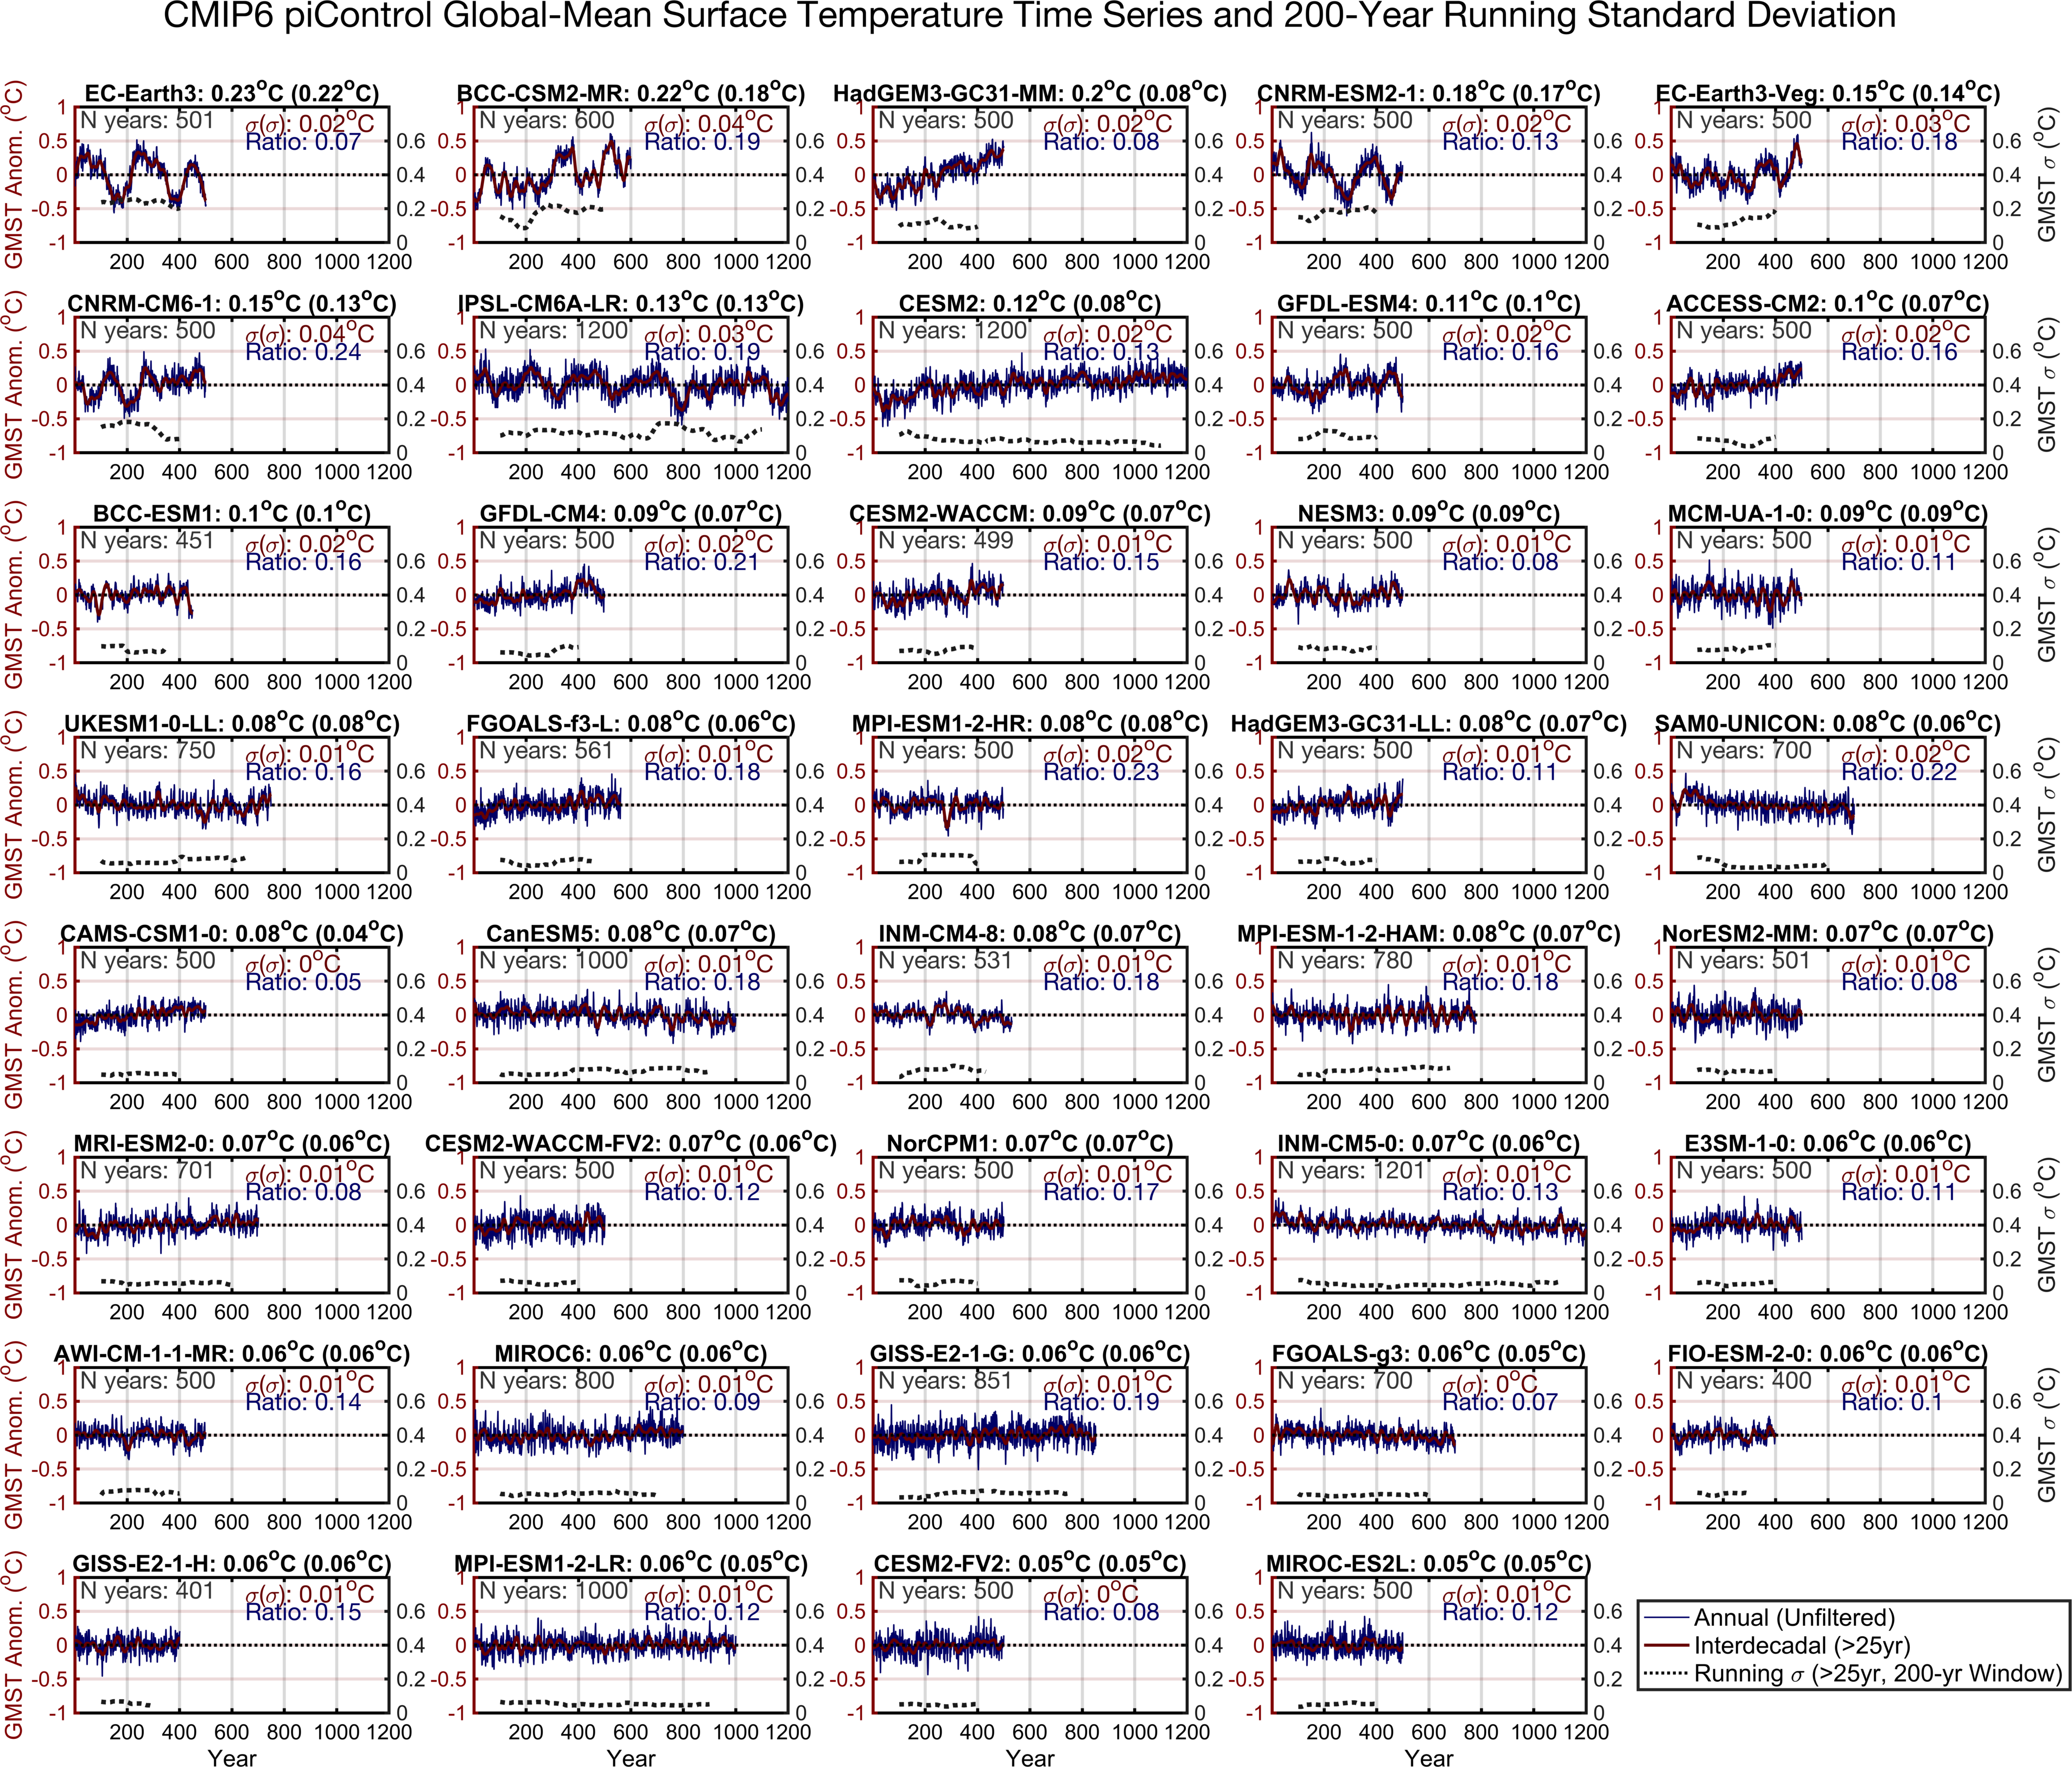 CMIP6 piControl Global-Mean Surface Temperature Time Series and 200-Year Running Standard Deviation
EC-Earth3: 0.23°C (0.22°C)
N years: 501
σ(σ): 0.02°C
Ratio: 0.07
BCC-CSM2-MR: 0.22°C (0.18°C)
N years: 600
σ(σ): 0.04°C
Ratio: 0.19
HadGEM3-GC31-MM: 0.2°C (0.08°C)
N years: 500
σ(σ): 0.02°C
Ratio: 0.08
CNRM-ESM2-1: 0.18°C (0.17°C)
N years: 500
σ(σ): 0.02°C
Ratio: 0.13
EC-Earth3-Veg: 0.15°C (0.14°C)
N years: 500
σ(σ): 0.03°C
Ratio: 0.18
GMST Anom. (°C)
1
0.5
0
-0.5
-1
GMST σ (°C)
0.6
0.4
0.2
0
200 400 600 800 1000 1200
CNRM-CM6-1: 0.15°C (0.13°C)
N years: 500
σ(σ): 0.04°C
Ratio: 0.24
IPSL-CM6A-LR: 0.13°C (0.13°C)
N years: 1200
σ(σ): 0.03°C
Ratio: 0.19
CESM2: 0.12°C (0.08°C)
N years: 1200
σ(σ): 0.02°C
Ratio: 0.13
GFDL-ESM4: 0.11°C (0.1°C)
N years: 500
σ(σ): 0.02°C
Ratio: 0.16
ACCESS-CM2: 0.1°C (0.07°C)
N years: 500
σ(σ): 0.02°C
Ratio: 0.16
BCC-ESM1: 0.1°C (0.1°C)
N years: 451
σ(σ): 0.02°C
Ratio: 0.16
GFDL-CM4: 0.09°C (0.07°C)
N years: 500
σ(σ): 0.02°C
Ratio: 0.21
CESM2-WACCM: 0.09°C (0.07°C)
N years: 499
σ(σ): 0.01°C
Ratio: 0.15
NESM3: 0.09°C (0.09°C)
N years: 500
σ(σ): 0.01°C
Ratio: 0.08
MCM-UA-1-0: 0.09°C (0.09°C)
N years: 500
σ(σ): 0.01°C
Ratio: 0.11
UKESM1-0-LL: 0.08°C (0.08°C)
N years: 750
σ(σ): 0.01°C
Ratio: 0.16
FGOALS-f3-L: 0.08°C (0.06°C)
N years: 561
σ(σ): 0.01°C
Ratio: 0.18
MPI-ESM1-2-HR: 0.08°C (0.08°C)
N years: 500
σ(σ): 0.02°C
Ratio: 0.23
HadGEM3-GC31-LL: 0.08°C (0.07°C)
N years: 500
σ(σ): 0.01°C
Ratio: 0.11
SAM0-UNICON: 0.08°C (0.06°C)
N years: 700
σ(σ): 0.02°C
Ratio: 0.22
CAMS-CSM1-0: 0.08°C (0.04°C)
N years: 500
σ(σ): 0°C
Ratio: 0.05
CanESM5: 0.08°C (0.07°C)
N years: 1000
σ(σ): 0.01°C
Ratio: 0.18
INM-CM4-8: 0.08°C (0.07°C)
N years: 531
σ(σ): 0.01°C
Ratio: 0.18
MPI-ESM-1-2-HAM: 0.08°C (0.07°C)
N years: 780
σ(σ): 0.01°C
Ratio: 0.18
NorESM2-MM: 0.07°C (0.07°C)
N years: 501
σ(σ): 0.01°C
Ratio: 0.08
MRI-ESM2-0: 0.07°C (0.06°C)
N years: 701
σ(σ): 0.01°C
Ratio: 0.08
CESM2-WACCM-FV2: 0.07°C (0.06°C)
N years: 500
σ(σ): 0.01°C
Ratio: 0.12
NorCPM1: 0.07°C (0.07°C)
N years: 500
σ(σ): 0.01°C
Ratio: 0.17
INM-CM5-0: 0.07°C (0.06°C)
N years: 1201
σ(σ): 0.01°C
Ratio: 0.13
E3SM-1-0: 0.06°C (0.06°C)
N years: 500
σ(σ): 0.01°C
Ratio: 0.11
AWI-CM-1-1-MR: 0.06°C (0.06°C)
N years: 500
σ(σ): 0.01°C
Ratio: 0.14
MIROC6: 0.06°C (0.06°C)
N years: 800
σ(σ): 0.01°C
Ratio: 0.09
GISS-E2-1-G: 0.06°C (0.06°C)
N years: 851
σ(σ): 0.01°C
Ratio: 0.19
FGOALS-g3: 0.06°C (0.05°C)
N years: 700
σ(σ): 0°C
Ratio: 0.07
FIO-ESM-2-0: 0.06°C (0.06°C)
N years: 400
σ(σ): 0.01°C
Ratio: 0.1
GISS-E2-1-H: 0.06°C (0.06°C)
N years: 401
σ(σ): 0.01°C
Ratio: 0.15
MPI-ESM1-2-LR: 0.06°C (0.05°C)
N years: 1000
σ(σ): 0.01°C
Ratio: 0.12
CESM2-FV2: 0.05°C (0.05°C)
N years: 500
σ(σ): 0°C
Ratio: 0.08
MIROC-ES2L: 0.05°C (0.05°C)
N years: 500
σ(σ): 0.01°C
Ratio: 0.12
Year
Year
Year
Year
Annual (Unfiltered)
Interdecadal (>25yr)
Running σ (>25yr, 200-yr Window)